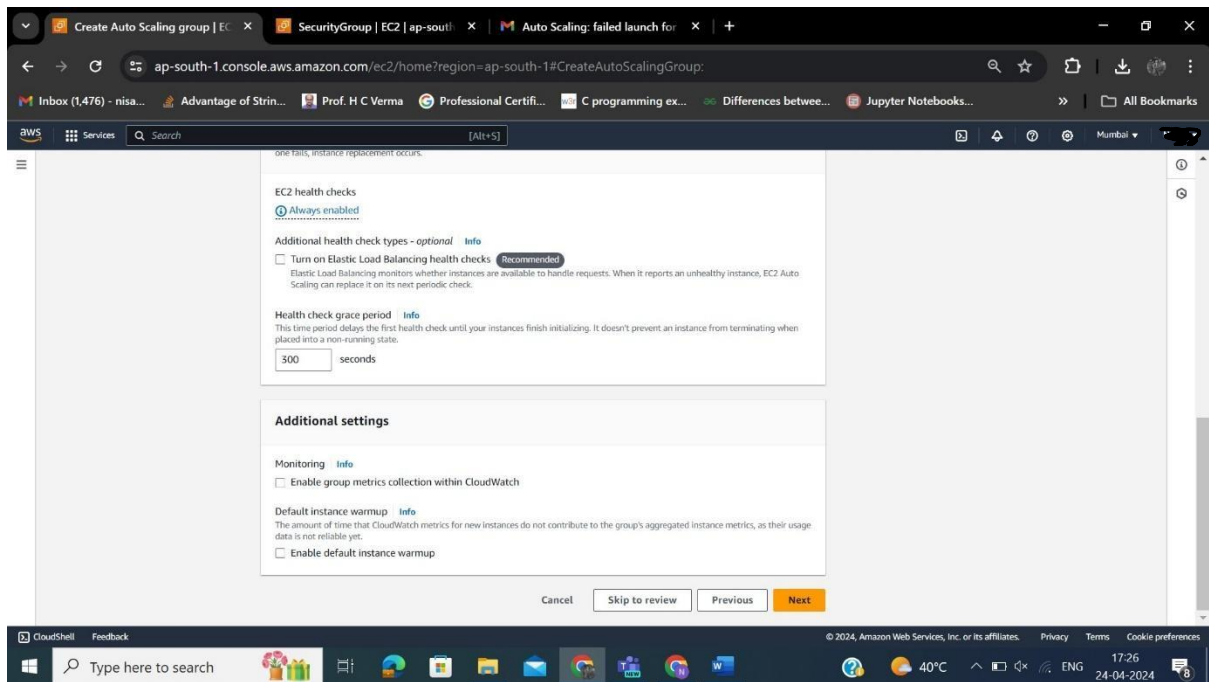 Create Auto Scaling group | EC
SecurityGroup | EC2 | ap-south
Auto Scaling: failed launch for
ap-south-1.console.aws.amazon.com/ec2/home?region=ap-south-1#CreateAutoScalingGroup:
Inbox (1,476) - nisa...
Advantage of Strin...
Prof. H C Verma
Professional Certifi...
C programming ex...
Differences betwee...
Jupyter Notebooks...
»
All Bookmarks
aws
Services
Search
[Alt+S]
Mumbai
one fails, instance replacement occurs.
EC2 health checks
Always enabled
Additional health check types - optional Info
Turn on Elastic Load Balancing health checks Recommended
Elastic Load Balancing monitors whether instances are available to handle requests. When it reports an unhealthy instance, EC2 Auto
Scaling can replace it on its next periodic check.
Health check grace period Info
This time period delays the first health check until your instances finish initializing. It doesn't prevent an instance from terminating when
placed into a non-running state.
300 seconds
Additional settings
Monitoring Info
Enable group metrics collection within CloudWatch
Default instance warmup Info
The amount of time that CloudWatch metrics for new instances do not contribute to the group's aggregated instance metrics, as their usage
data is not reliable yet.
Enable default instance warmup
Cancel Skip to review Previous Next
CloudShell Feedback
© 2024, Amazon Web Services, Inc. or its affiliates. Privacy Terms Cookie preferences
Type here to search
NEW
40°C
ENG
17:26
24-04-2024
8